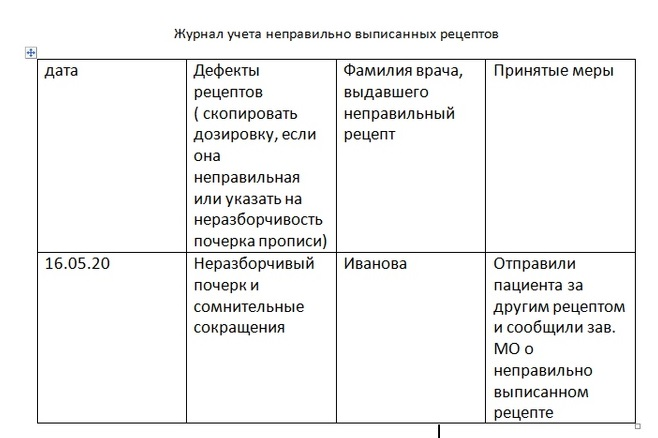 Журнал учета неправильно выписанных рецептов
дата
Дефекты
рецептов
( скопировать
дозировку, если
она
неправильная
или указать на
неразборчивость
почерка прописи)
Фамилия врача,
выдавшего
неправильный
рецепт
Принятые меры
16.05.20
Неразборчивый
почерк и
сомнительные
сокращения
Иванова
Отправили
пациента за
другим рецептом
и сообщили зав.
МО о
неправильно
выписанном
рецепте